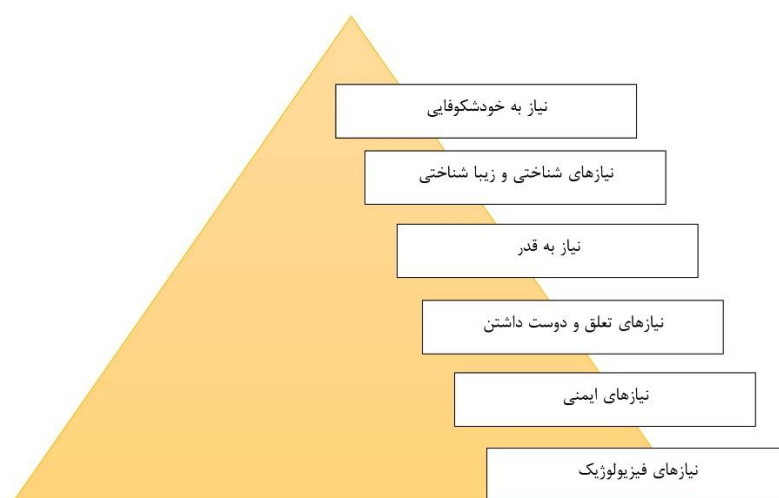 نیاز به خودشکوفایی
نیازهای شناختی و زیبا شناختی
نیاز به قدر
نیازهای تعلق و دوست داشتن
نیازهای ایمنی
نیازهای فیزیولوژیک